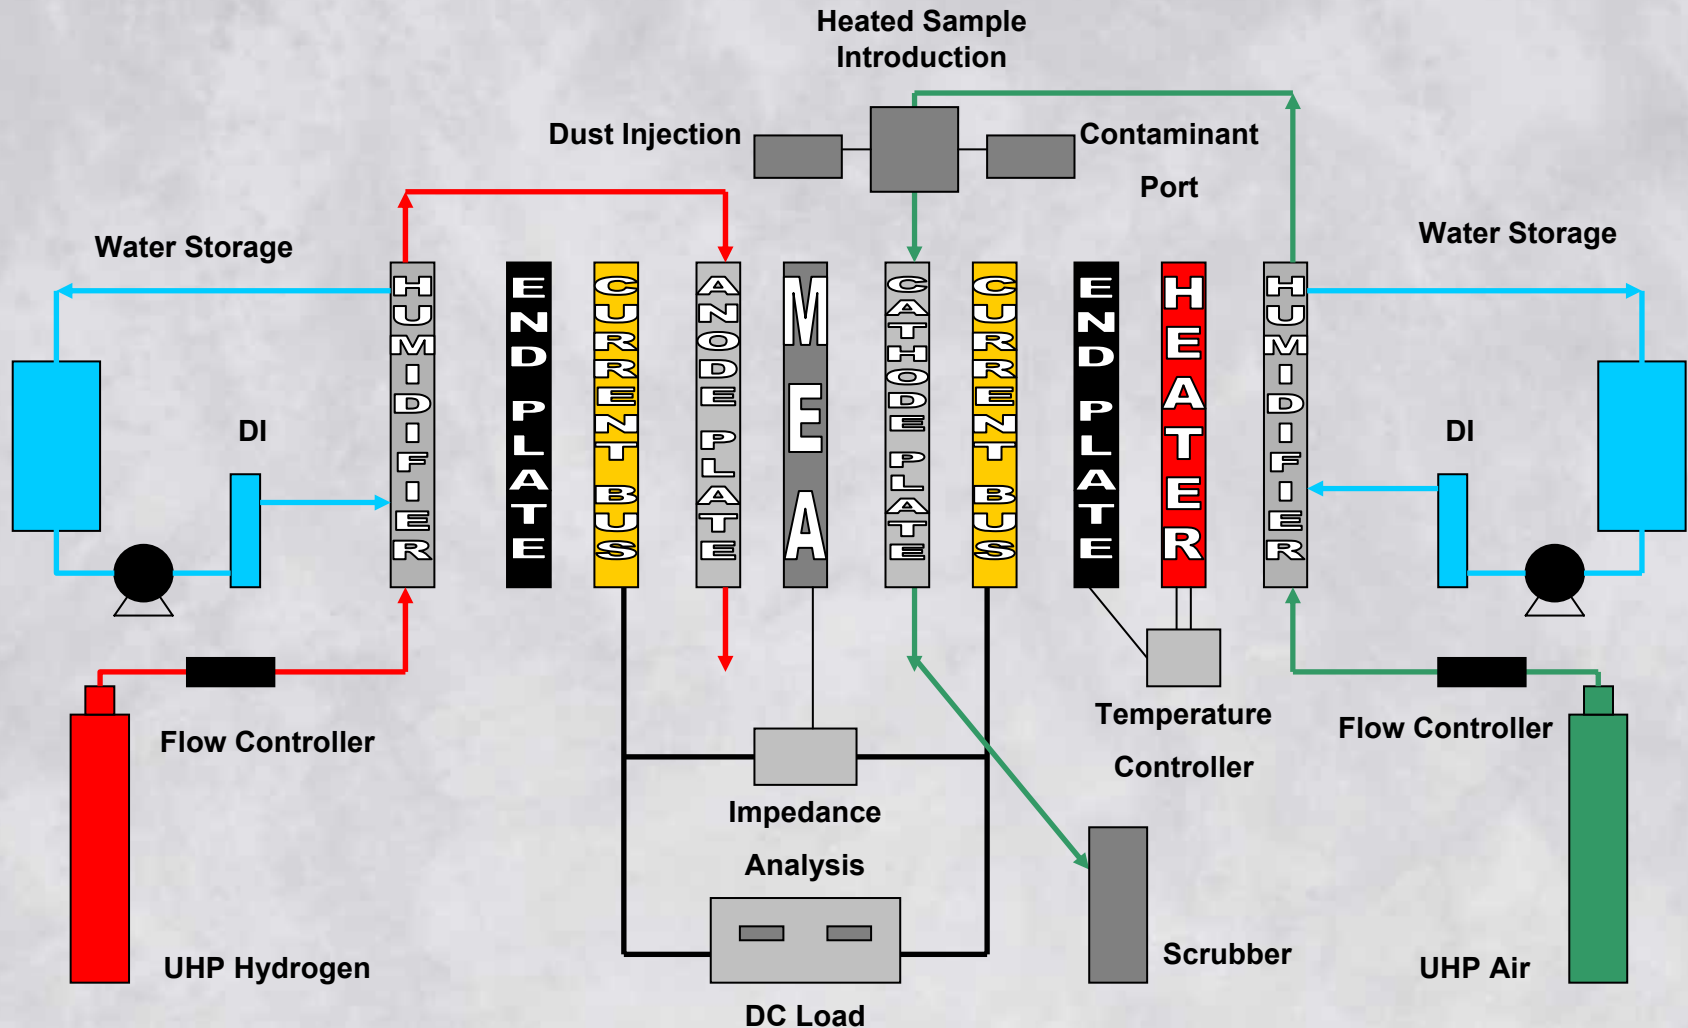 Heated Sample
Introduction
Dust Injection
Contaminant
Port
Water Storage
Water Storage
HUMIDIFIER
END PLATE
CURRENT BUS
ANODE PLATE
MEA
CATHODE PLATE
CURRENT BUS
END PLATE
HEATER
HUMIDIFIER
DI
DI
Flow Controller
Temperature
Controller
Flow Controller
Impedance
Analysis
UHP Hydrogen
Scrubber
UHP Air
DC Load